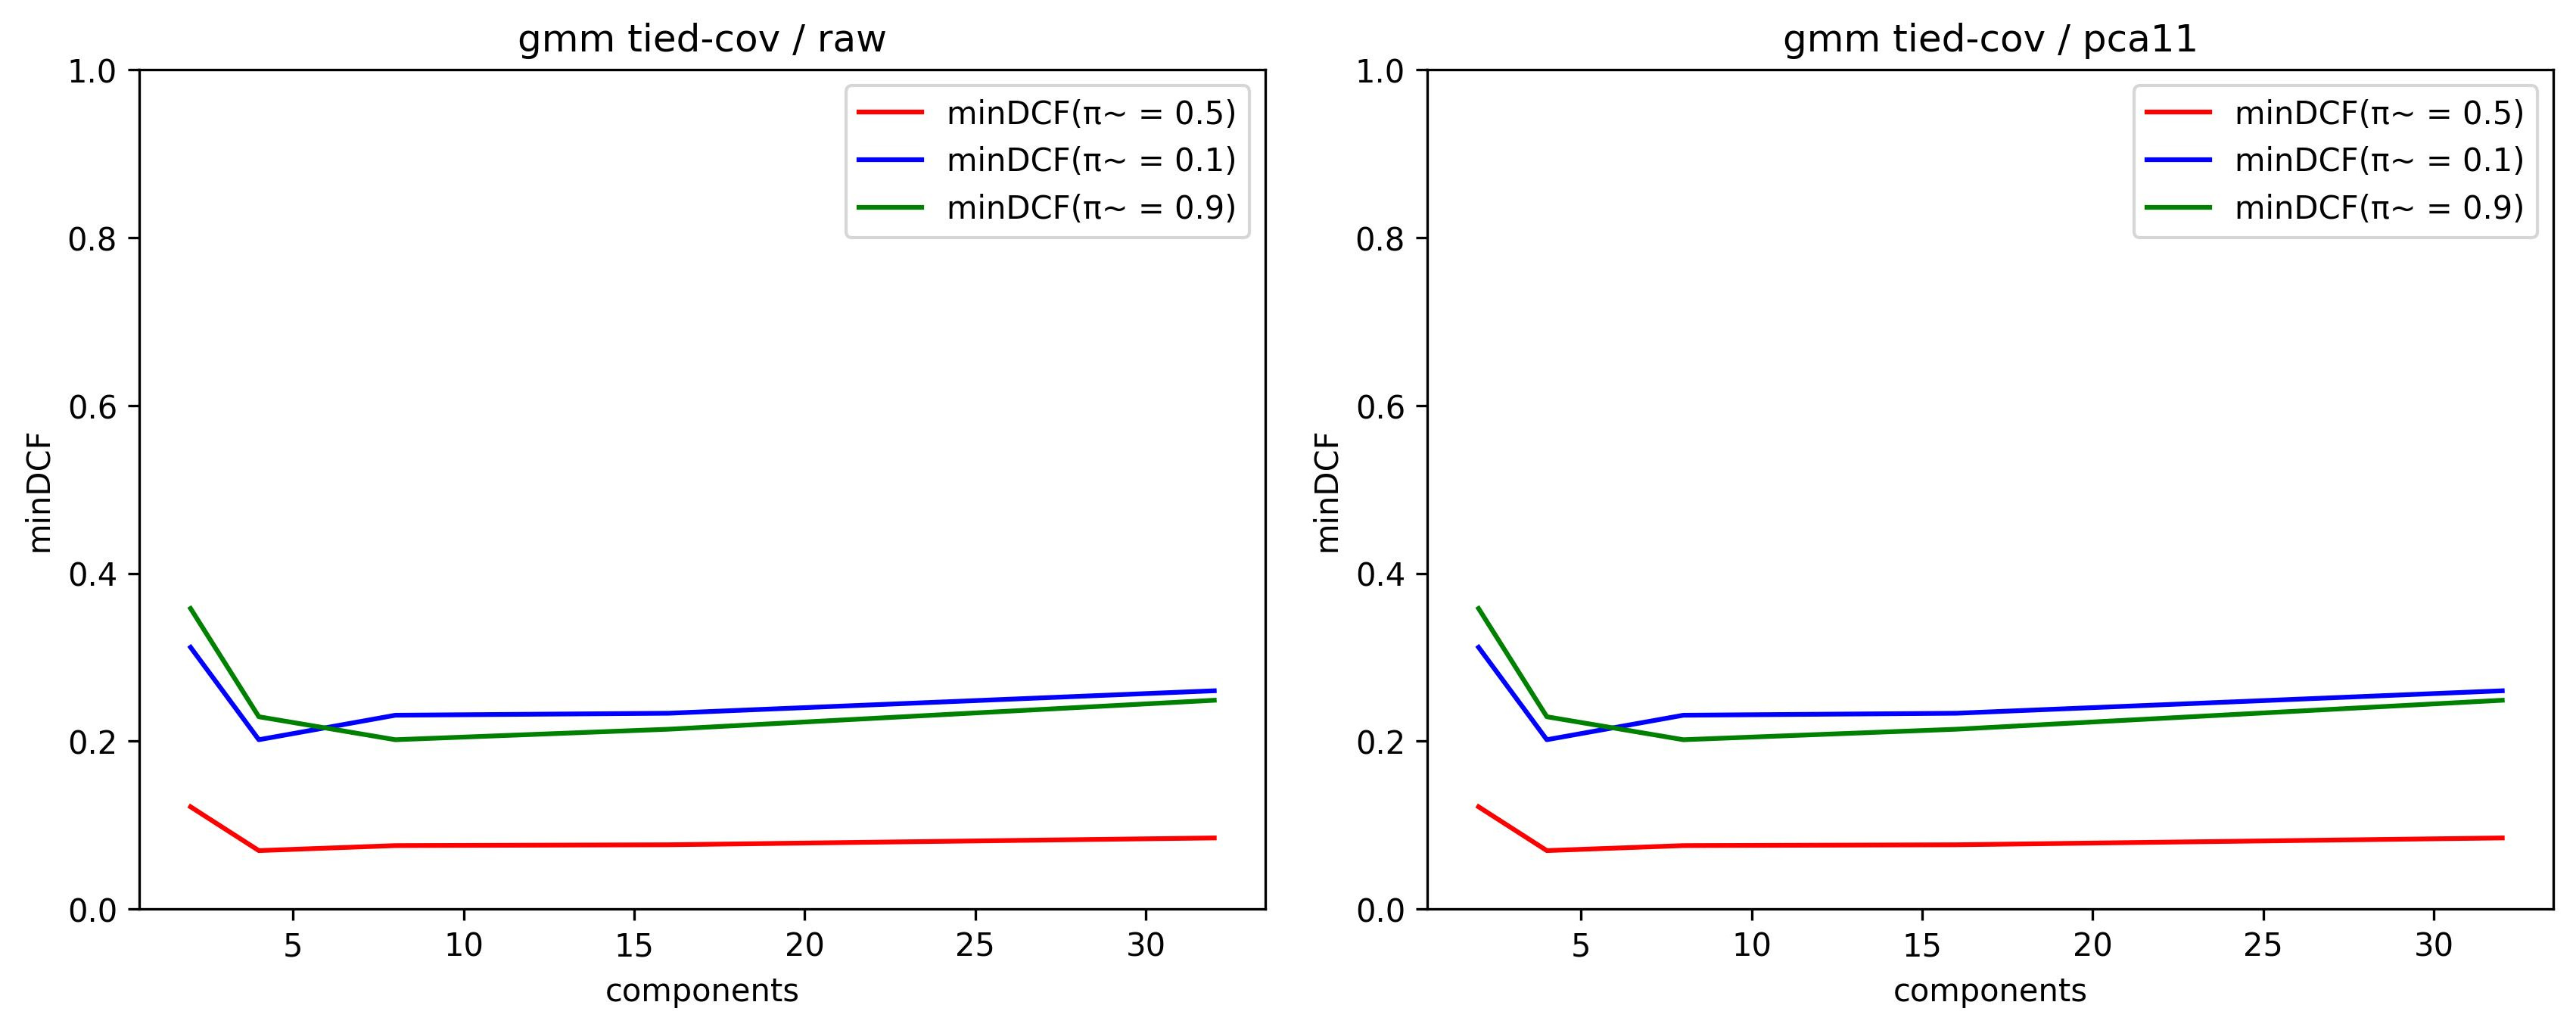 gmm tied-cov / raw
1.0
0.8
0.6
0.4
0.2
0.0
minDCF
minDCF(π~ = 0.5)
minDCF(π~ = 0.1)
minDCF(π~ = 0.9)
5 10 15 20 25 30
components
gmm tied-cov / pca11
1.0
0.8
0.6
0.4
0.2
0.0
minDCF
minDCF(π~ = 0.5)
minDCF(π~ = 0.1)
minDCF(π~ = 0.9)
5 10 15 20 25 30
components